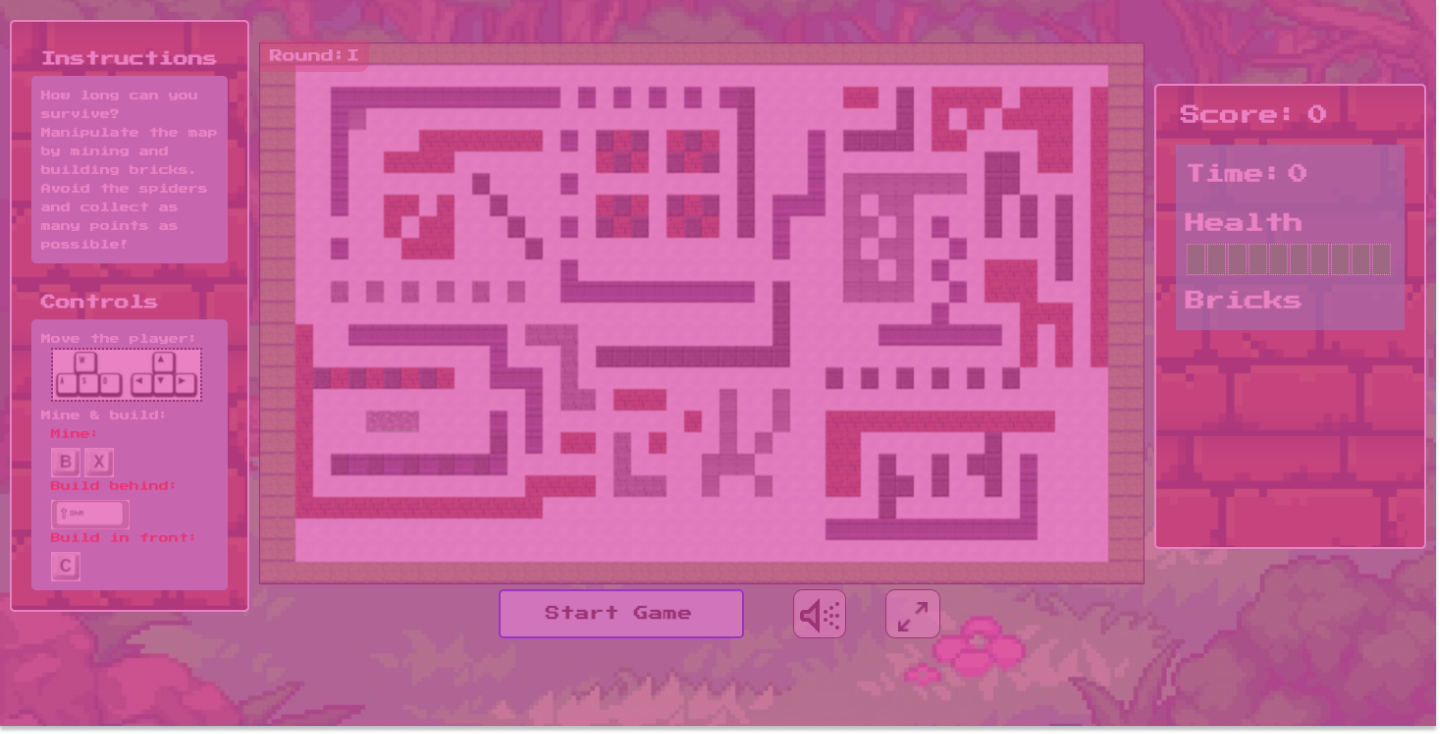 Instructions
How long can you
survive?
Manipulate the map
by mining and
building bricks.
Avoid the spiders
and collect as
many points as
possible!
Controls
Move the player:
W
A S D
Mine & build:
Mine:
B X
Build behind:
Build in front:
C
Round:I
Start Game
Score: 0
Time: 0
Health
Bricks